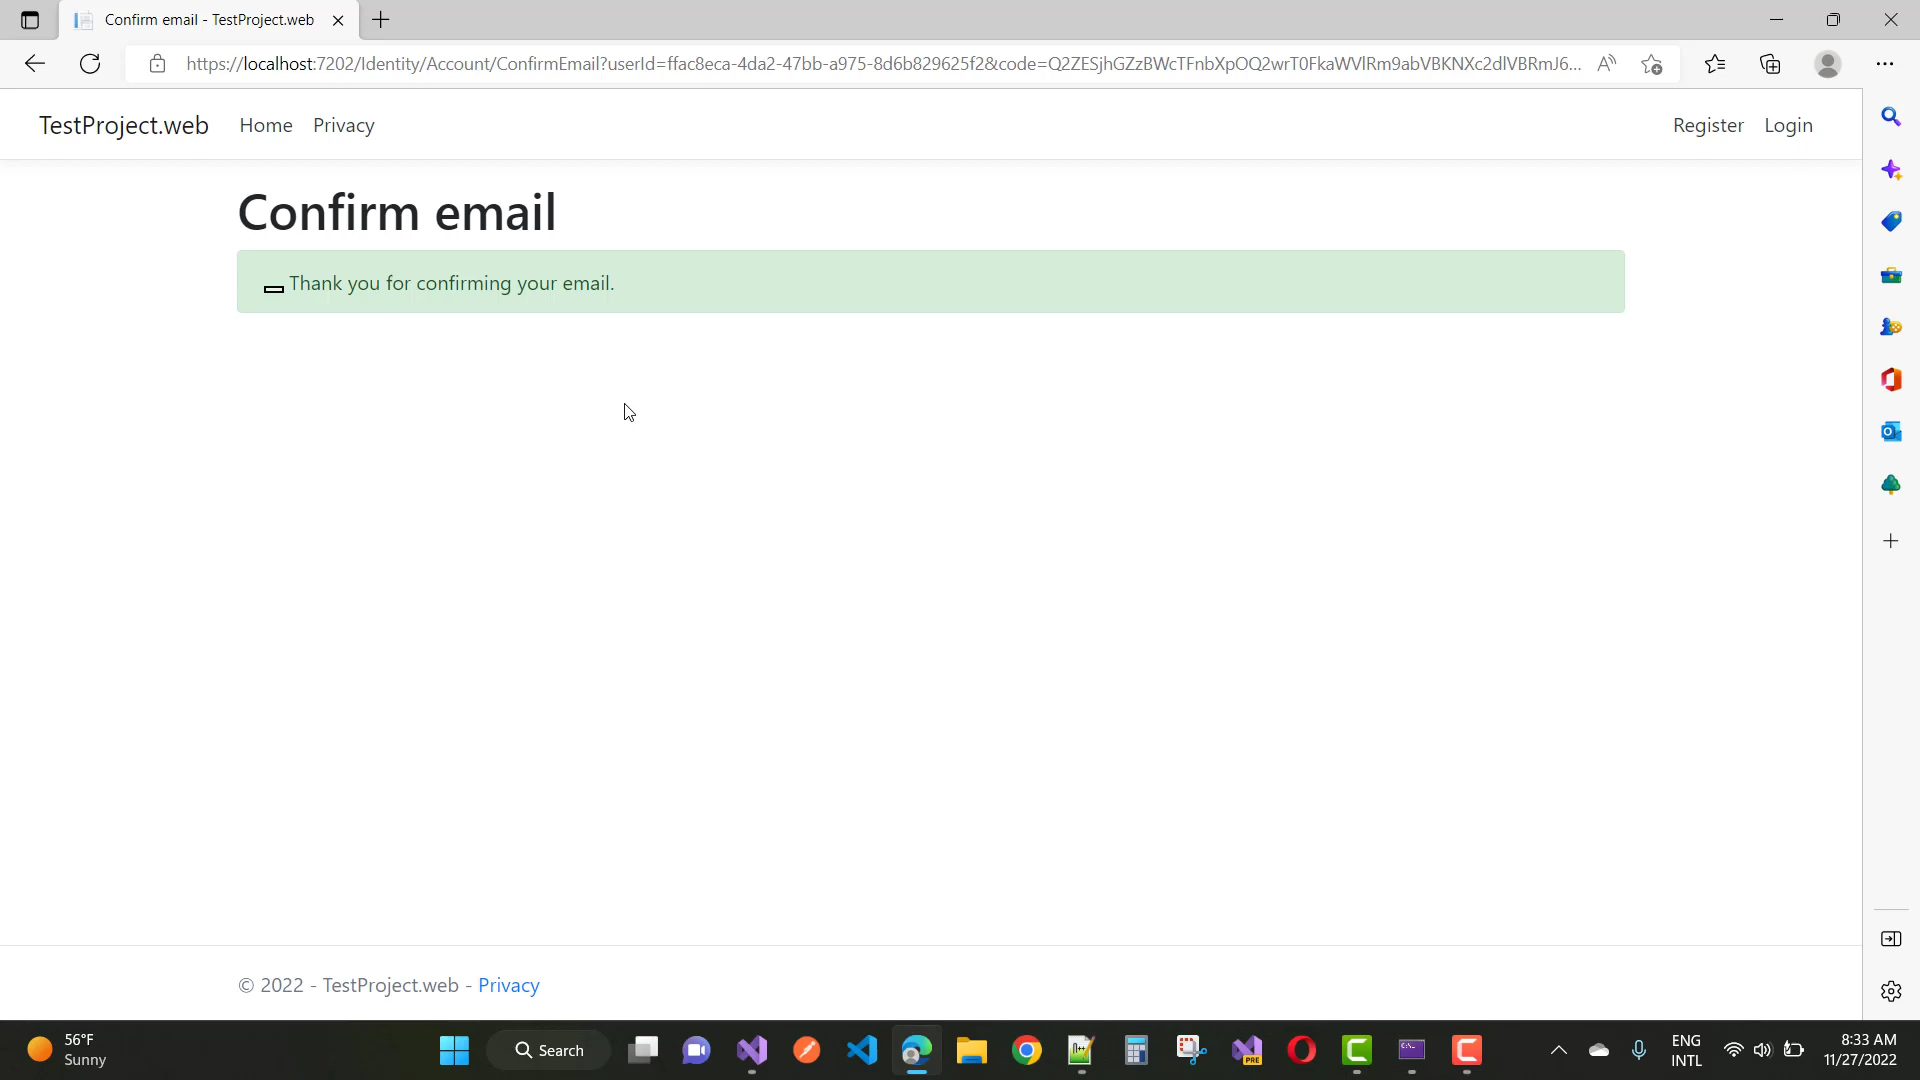 Confirm email - TestProject.web
https://localhost:7202/Identity/Account/ConfirmEmail?userId=ffac8eca-4da2-47bb-a975-8d6b829625f2&code=Q2ZESjhGZzBWcTFnbXpOQ2wrT0FkaWVlRm9abVBKNXc2dlVBRmJ6...
TestProject.web Home Privacy Register Login
Confirm email
Thank you for confirming your email.
© 2022 - TestProject.web - Privacy
56°F
Sunny
Search
PRE
ENG
INTL
8:33 AM
11/27/2022